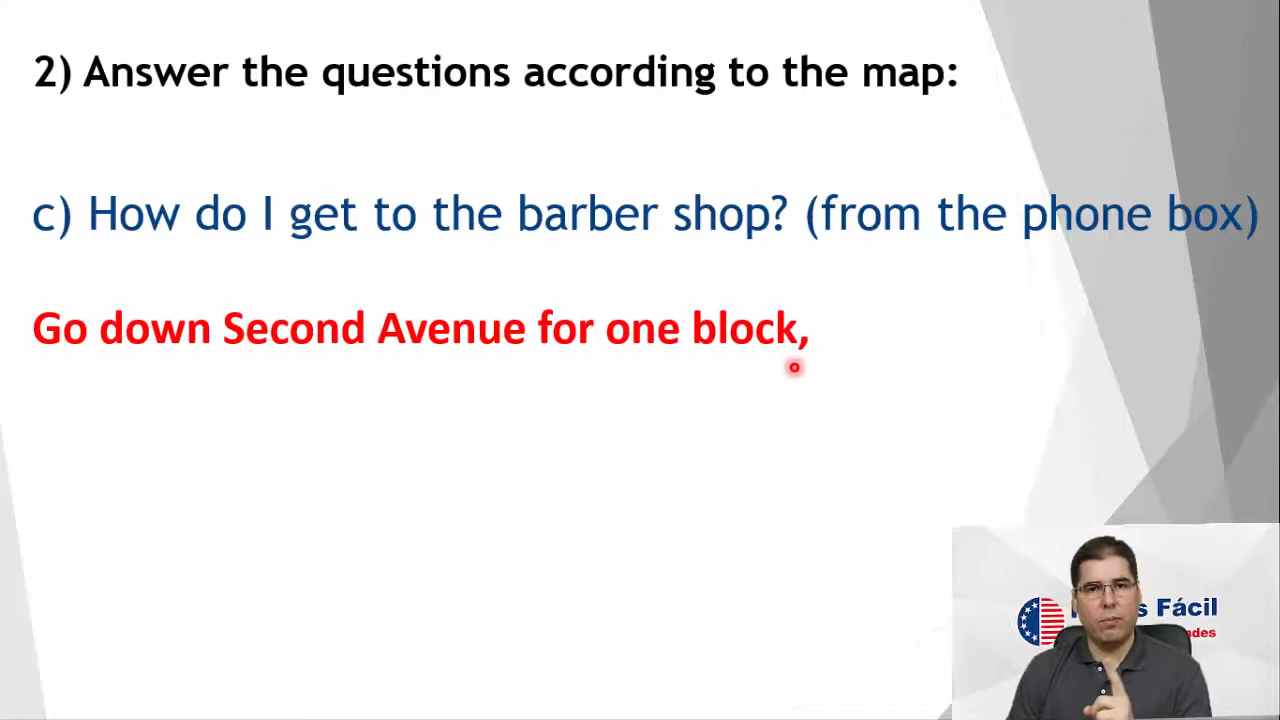 2) Answer the questions according to the map:
c) How do I get to the barber shop? (from the phone box)
Go down Second Avenue for one block,
Fácil